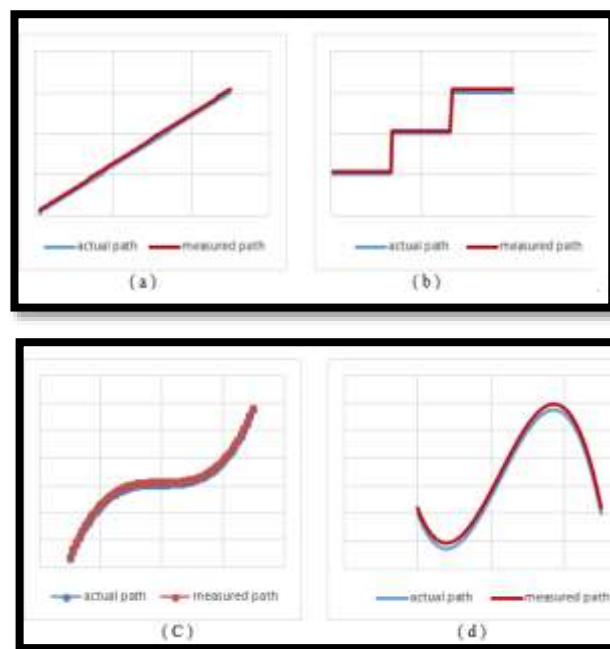 actual path measured path
actual path measured path
( a )
( b )
actual path measured path
actual path measured path
( C )
( d )